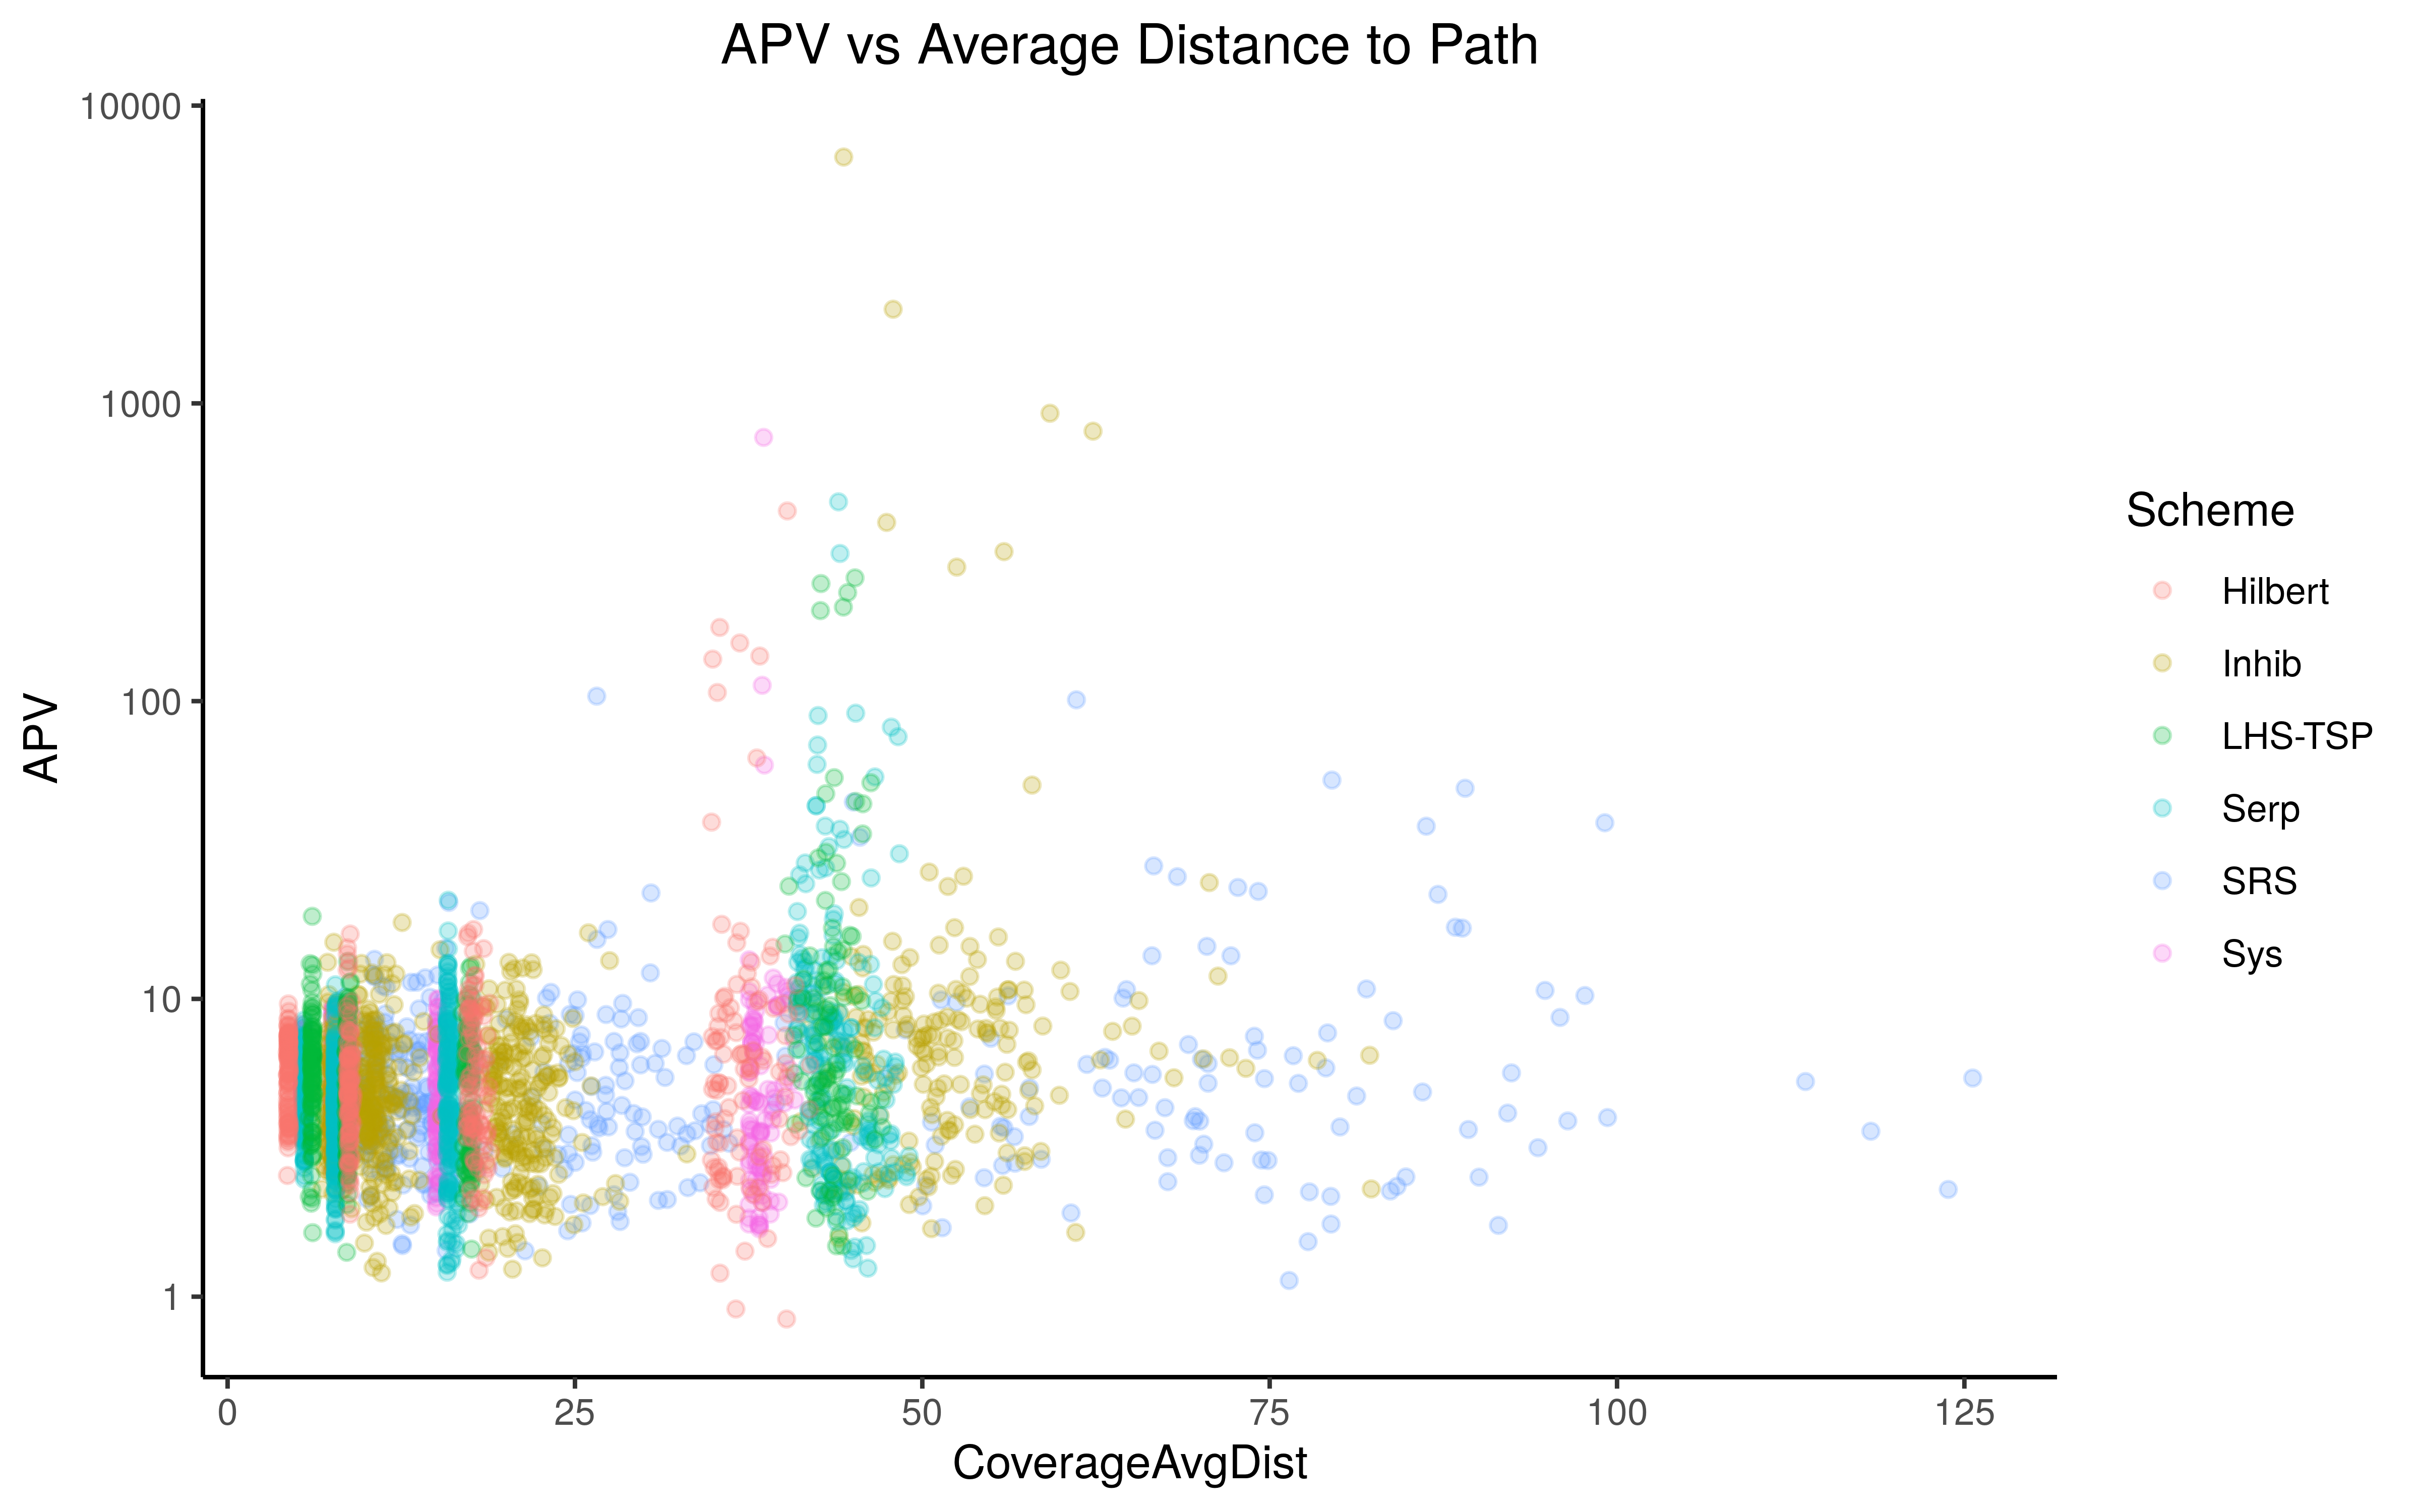 APV vs Average Distance to Path
10000
1000
100
10
1
APV
0 25 50 75 100 125
CoverageAvgDist
Scheme
Hilbert
Inhib
LHS-TSP
Serp
SRS
Sys